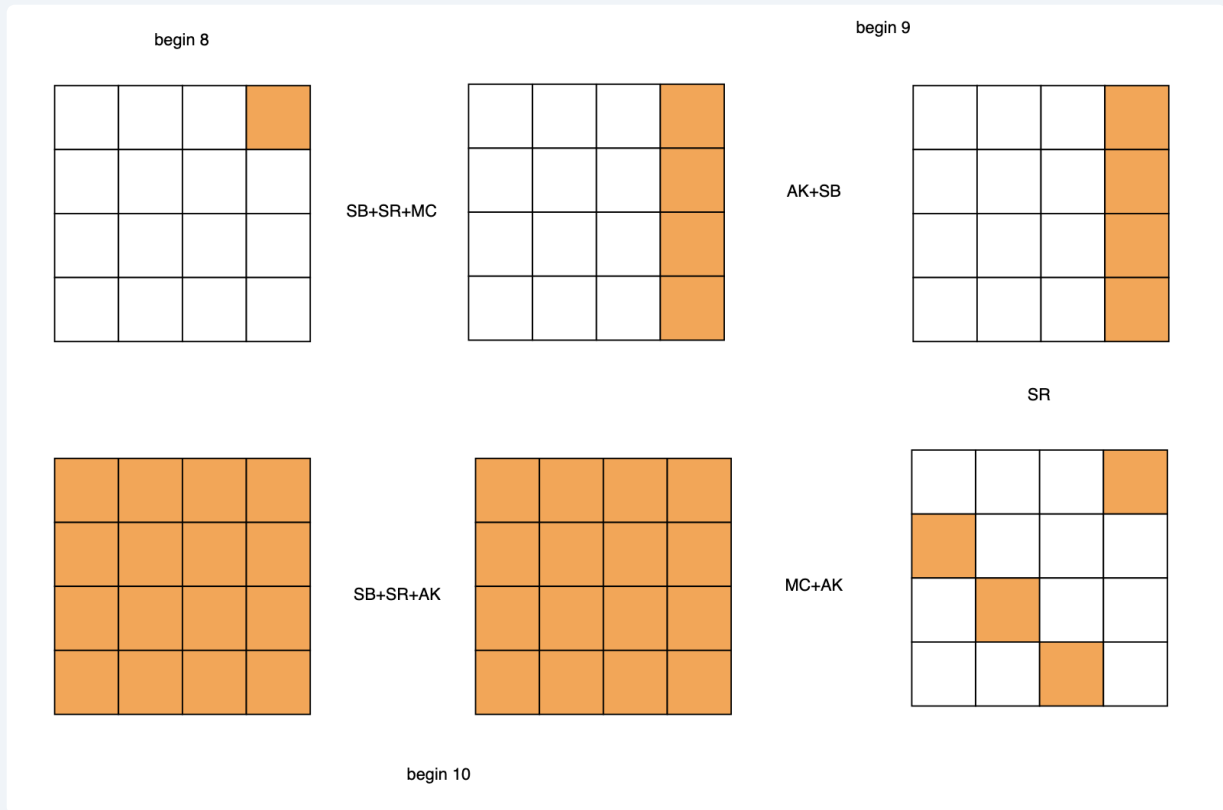 begin 8
begin 9
SB+SR+MC
AK+SB
SR
SB+SR+AK
MC+AK
begin 10